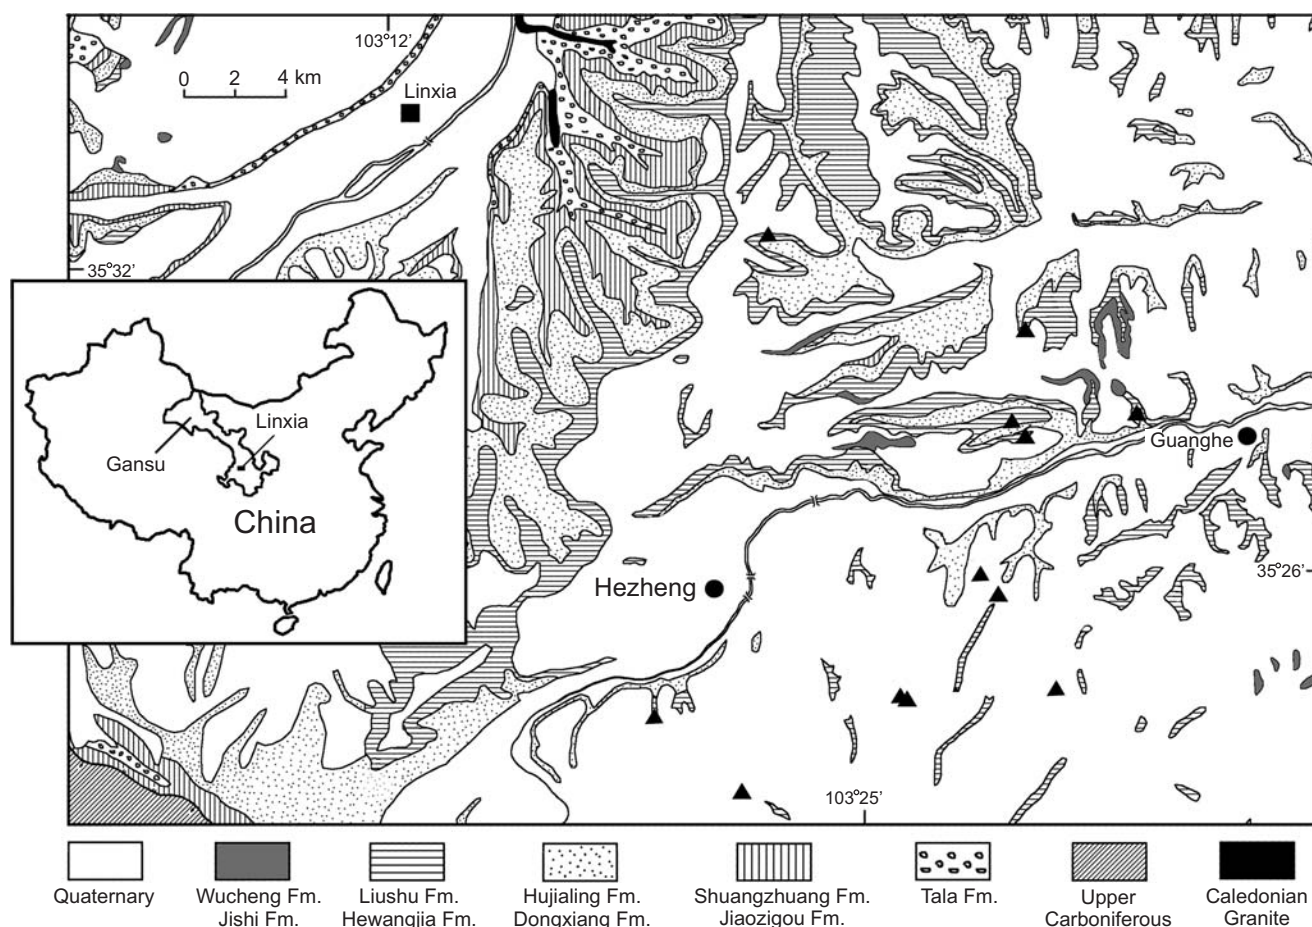 103°12'
0 2 4 km
Linxia
35°32'
Linxia
Gansu
China
Guanghe
Hezheng
35°26'
103°25'
Quaternary
Wucheng Fm.
Jishi Fm.
Liushu Fm.
Hewangjia Fm.
Hujialing Fm.
Dongxiang Fm.
Shuangzhuang Fm.
Jiaozigou Fm.
Tala Fm.
Upper
Carboniferous
Caledonian
Granite